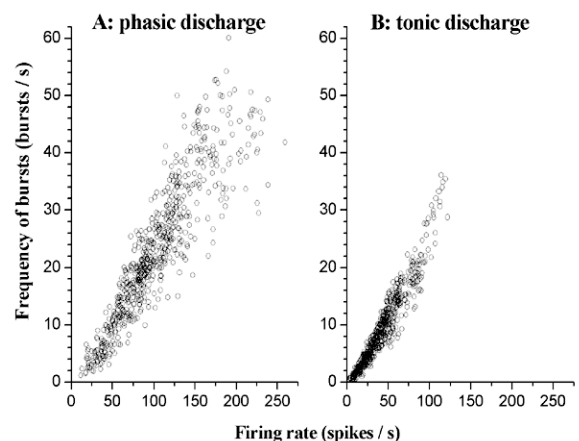 A: phasic discharge
B: tonic discharge
Frequency of bursts (bursts / s)
60
50
40
30
20
10
0
60
50
40
30
20
10
0
0 50 100 150 200 250
0 50 100 150 200 250
Firing rate (spikes / s)